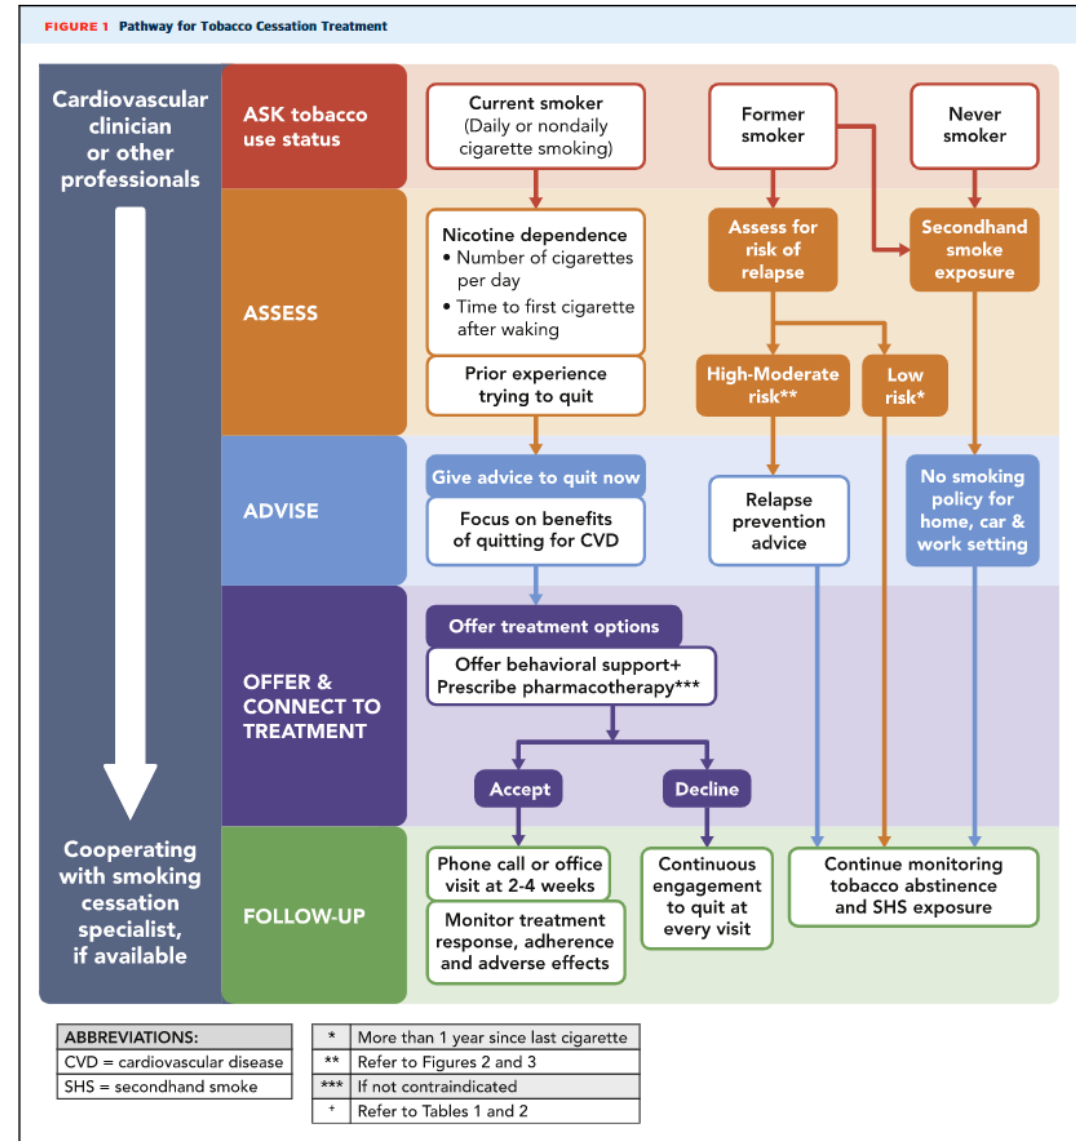 FIGURE 1 Pathway for Tobacco Cessation Treatment
Cardiovascular
clinician
or other
professionals
Cooperating
with smoking
cessation
specialist,
if available
ASK tobacco
use status
Current smoker
(Daily or nondaily
cigarette smoking)
Former
smoker
Never
smoker
ASSESS
Nicotine dependence
• Number of cigarettes
per day
• Time to first cigarette
after waking
Prior experience
trying to quit
Assess for
risk of
relapse
Secondhand
smoke
exposure
High-Moderate
risk**
Low
risk*
ADVISE
Give advice to quit now
Focus on benefits
of quitting for CVD
Relapse
prevention
advice
No smoking
policy for
home, car &
work setting
OFFER &
CONNECT TO
TREATMENT
Offer treatment options
Offer behavioral support+
Prescribe pharmacotherapy***
Accept
Decline
FOLLOW-UP
Phone call or office
visit at 2-4 weeks
Monitor treatment
response, adherence
and adverse effects
Continuous
engagement
to quit at
every visit
Continue monitoring
tobacco abstinence
and SHS exposure
ABBREVIATIONS:
CVD = cardiovascular disease
SHS = secondhand smoke
* More than 1 year since last cigarette
** Refer to Figures 2 and 3
*** If not contraindicated
+ Refer to Tables 1 and 2